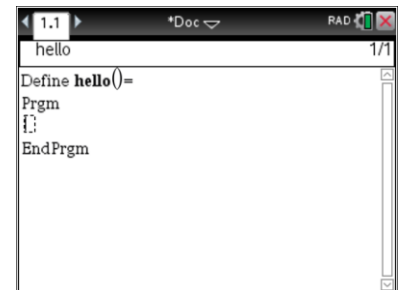 1.1 *Doc RAD
hello 1/1
Define hello()=
Prgm
EndPrgm